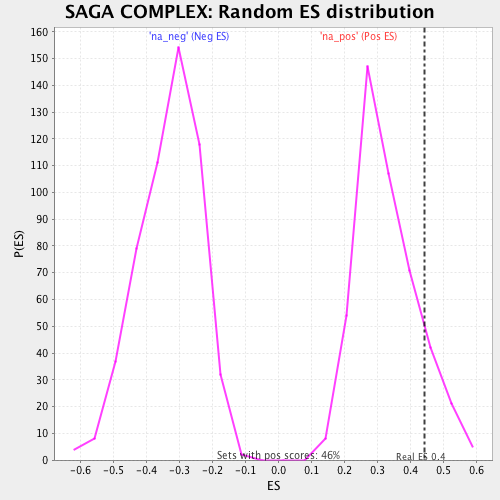 SAGA COMPLEX: Random ES distribution
'na_neg' (Neg ES) 'na_pos' (Pos ES)
160
150
140
130
120
110
100
90
80
70
60
50
40
30
20
10
0
P(ES)
Sets with pos scores: 46%
Real ES 0.4
-0.6 -0.5 -0.4 -0.3 -0.2 -0.1 0.0 0.1 0.2 0.3 0.4 0.5 0.6
ES